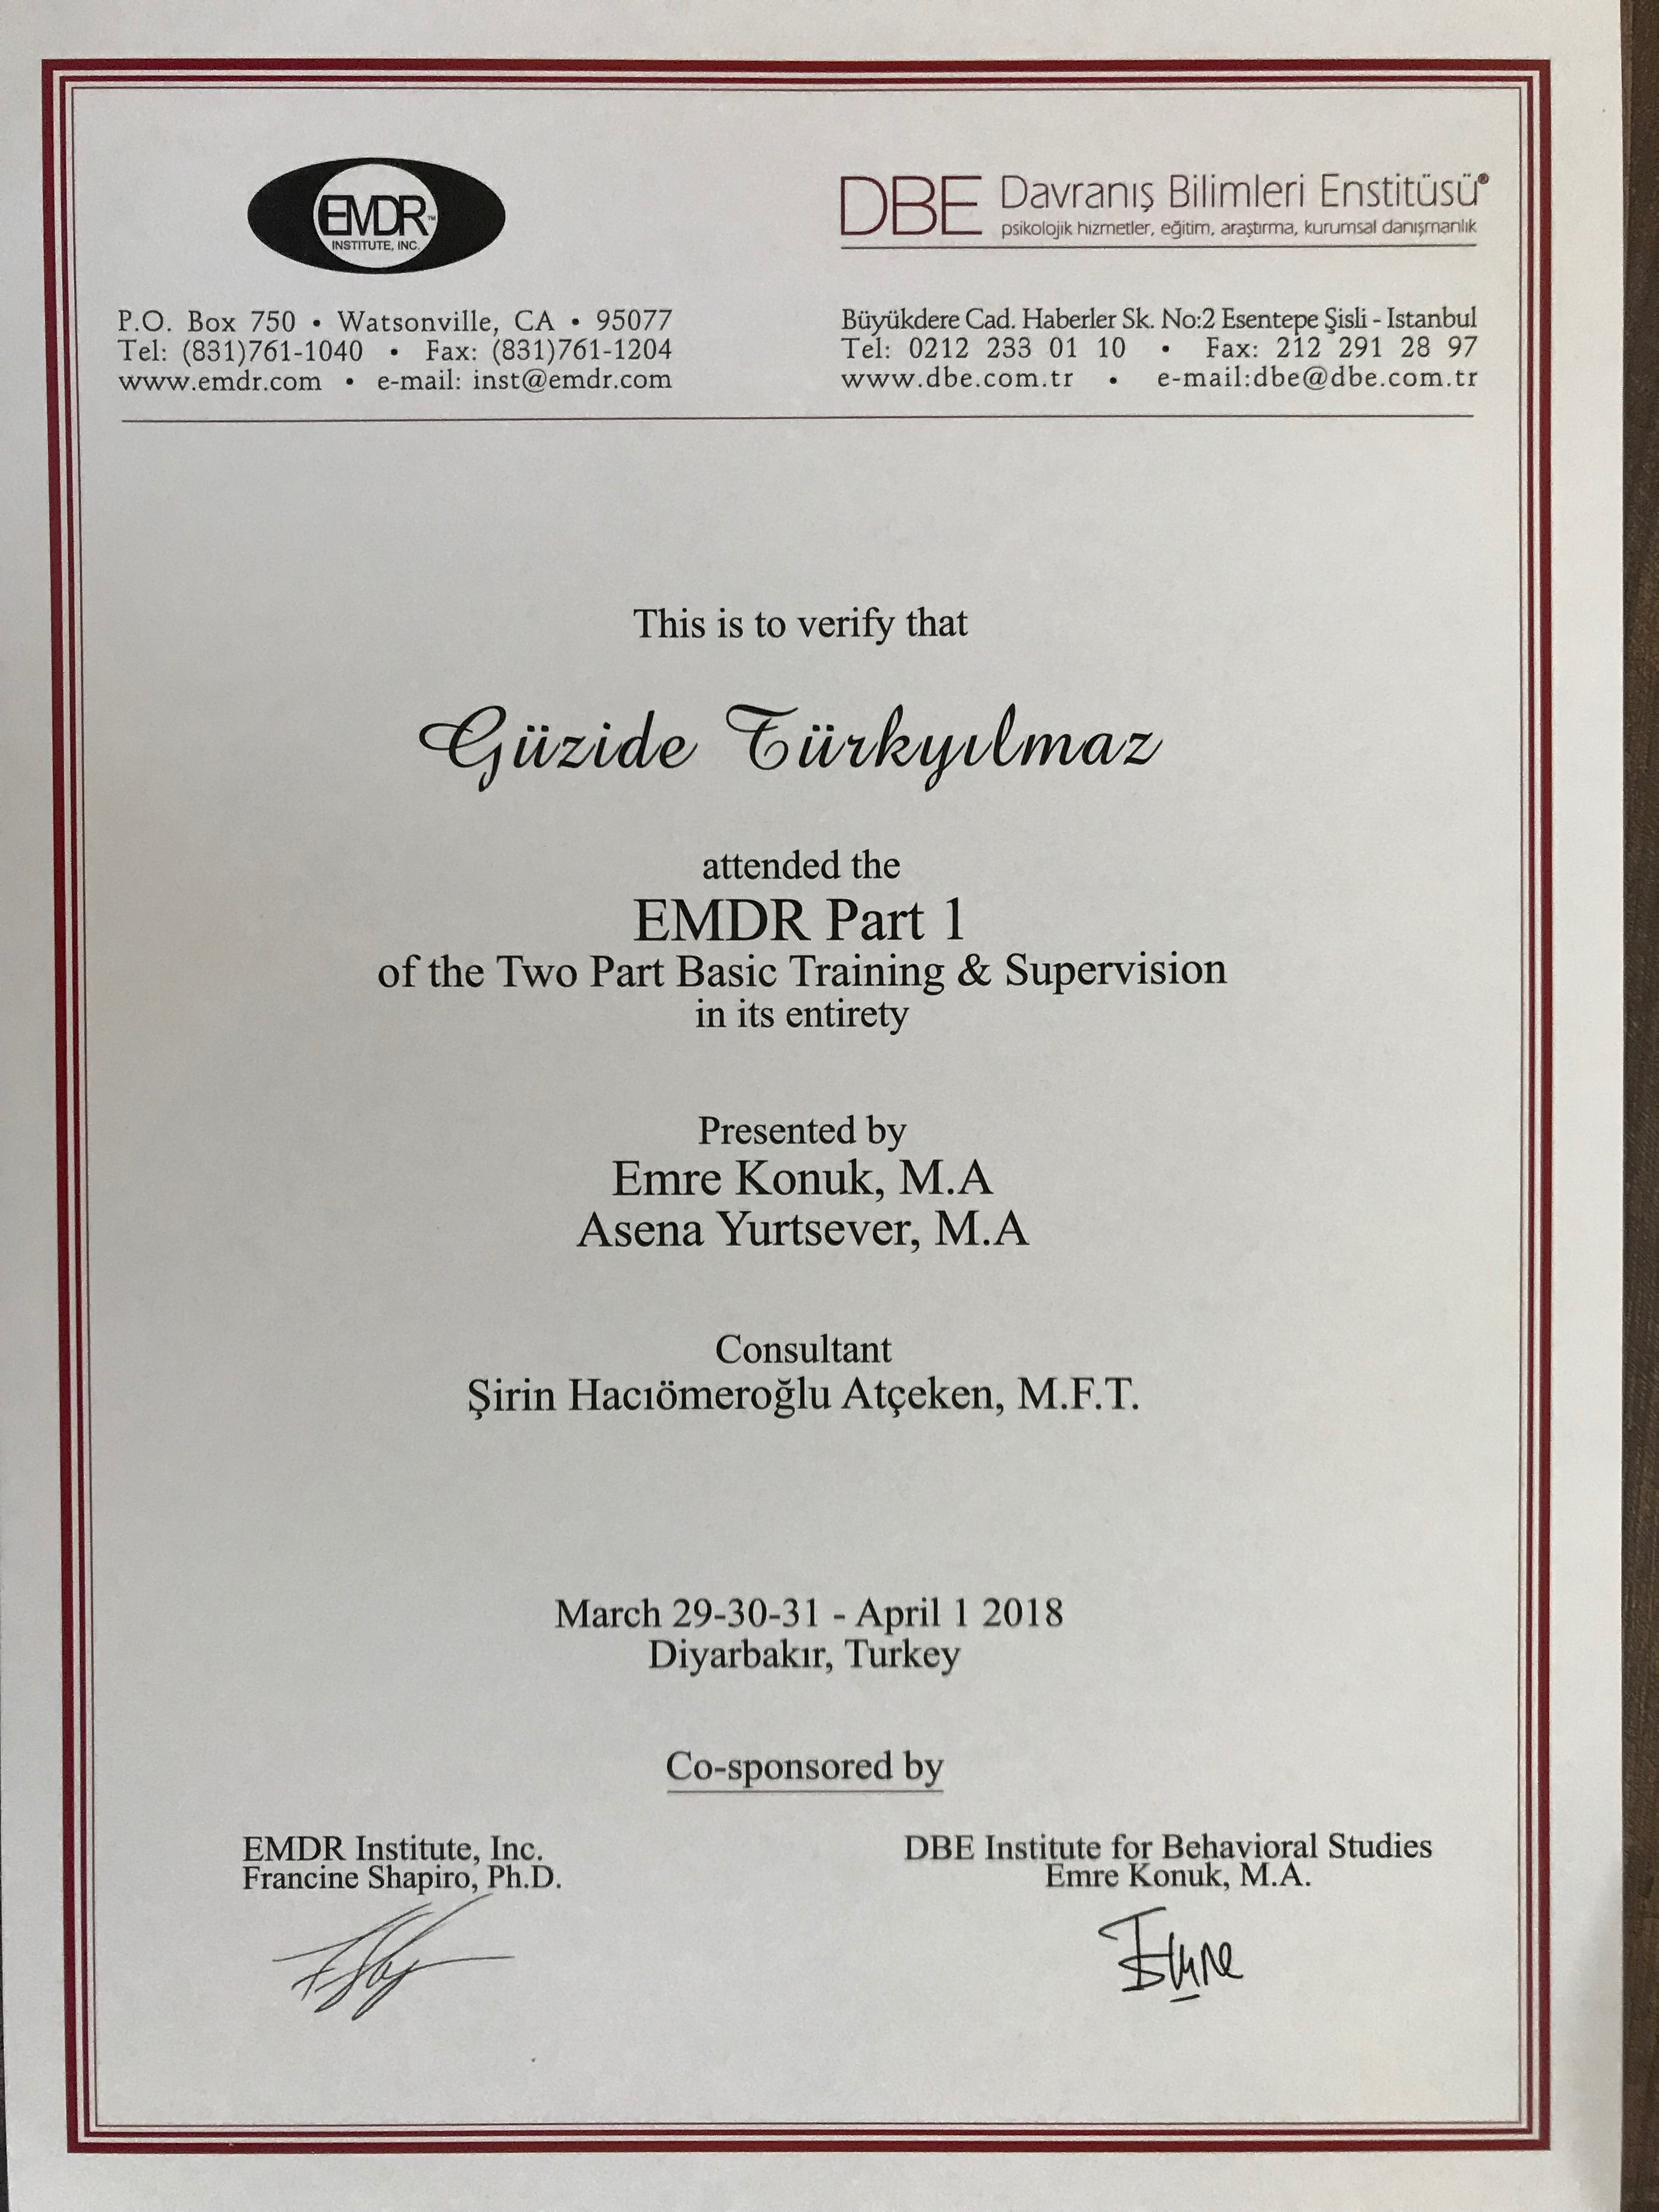 EMDR™
INSTITUTE, INC.
P.O. Box 750 • Watsonville, CA • 95077
Tel: (831)761-1040 • Fax: (831)761-1204
www.emdr.com • e-mail: inst@emdr.com
DBE Davranış Bilimleri Enstitüsü®
psikolojik hizmetler, eğitim, araştırma, kurumsal danışmanlık
Büyükdere Cad. Haberler Sk. No:2 Esentepe Şisli - Istanbul
Tel: 0212 233 01 10 • Fax: 212 291 28 97
www.dbe.com.tr • e-mail:dbe@dbe.com.tr
This is to verify that
Güzide Türkyılmaz
attended the
EMDR Part 1
of the Two Part Basic Training & Supervision
in its entirety
Presented by
Emre Konuk, M.A
Asena Yurtsever, M.A
Consultant
Şirin Hacıömeroğlu Atçeken, M.F.T.
March 29-30-31 - April 1 2018
Diyarbakır, Turkey
Co-sponsored by
EMDR Institute, Inc.
Francine Shapiro, Ph.D.
DBE Institute for Behavioral Studies
Emre Konuk, M.A.
Emre